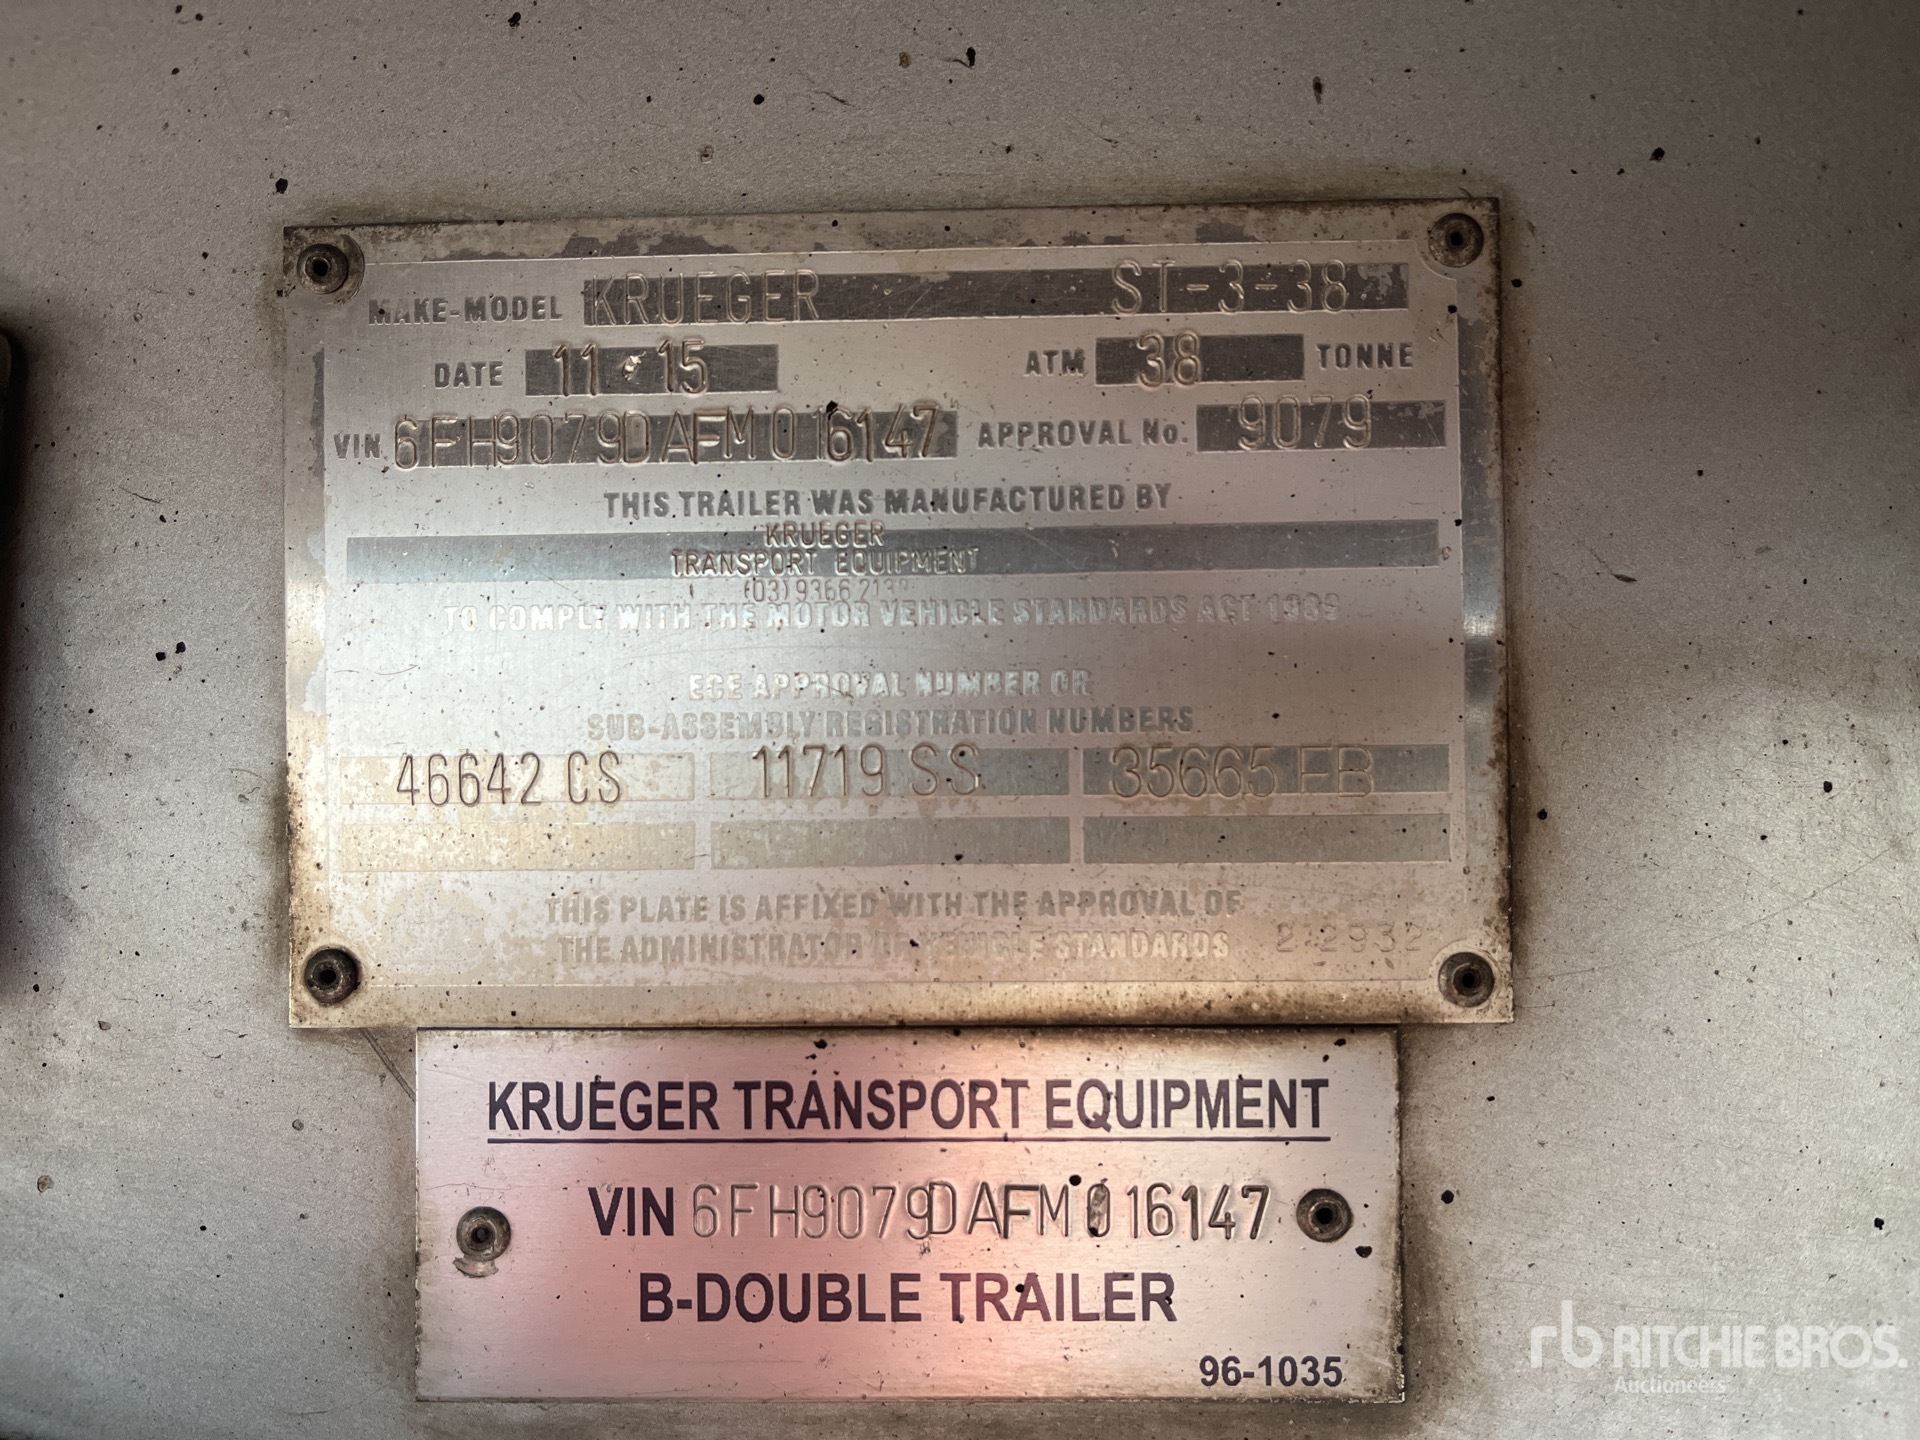 MAKE-MODEL KRUEGER ST-3-38
DATE 11 15 ATM 38 TONNE
VIN 6FH9079DAFM016147 APPROVAL No. 9079
THIS TRAILER WAS MANUFACTURED BY
KRUEGER
TRANSPORT EQUIPMENT
TO COMPLY WITH THE MOTOR VEHICLE STANDARDS ACT 1989
ECE APPROVAL NUMBER OR
SUB-ASSEMBLY REGISTRATION NUMBERS
46642 CS 11719 SS 35665 FB
THIS PLATE IS AFFIXED WITH THE APPROVAL OF
THE ADMINISTRATOR OF VEHICLE STANDARDS
KRUEGER TRANSPORT EQUIPMENT
VIN 6FH9079DAFM016147
B-DOUBLE TRAILER
96-1035
rb RITCHIE BROS.
Auctioneers